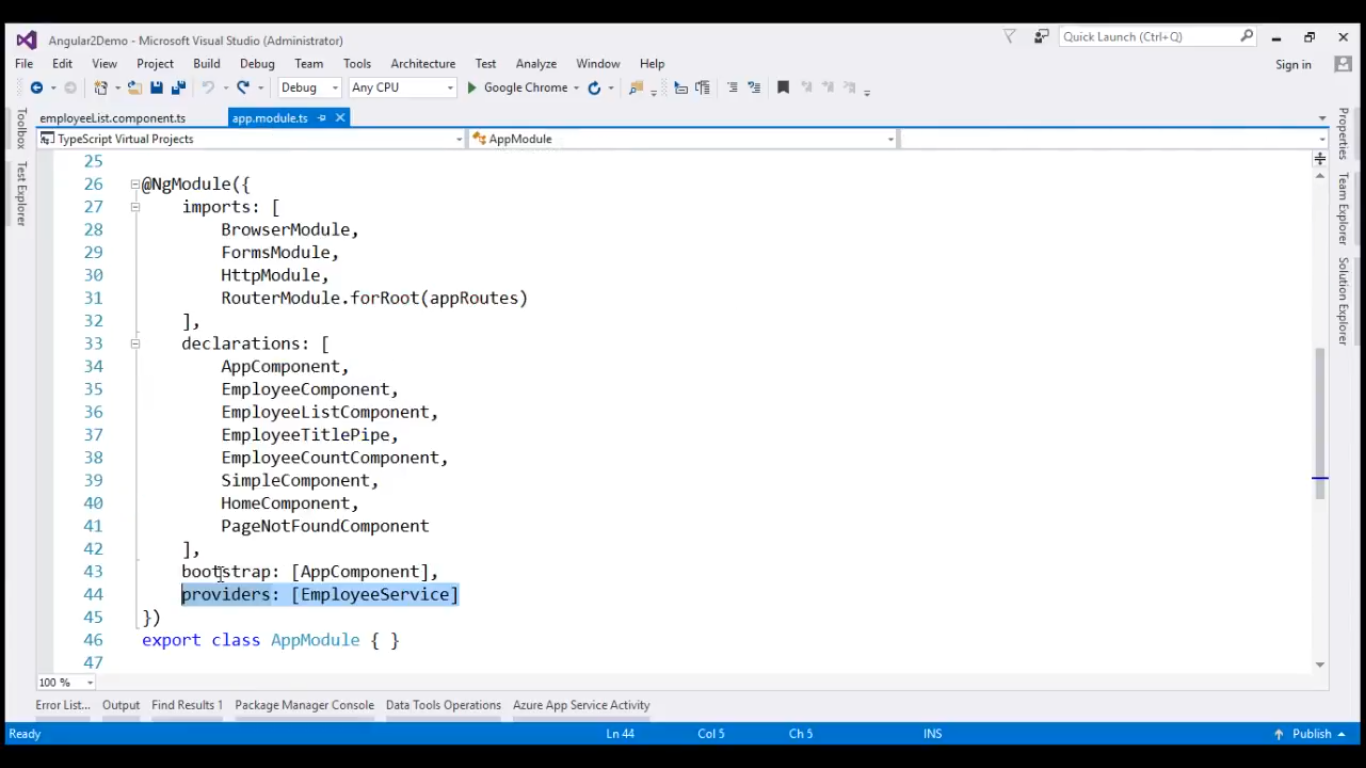 Angular2Demo - Microsoft Visual Studio (Administrator)
Quick Launch (Ctrl+Q)
File Edit View Project Build Debug Team Tools Architecture Test Analyze Window Help
Sign in
Debug Any CPU Google Chrome
employeeList.component.ts app.module.ts
TypeScript Virtual Projects AppModule
Toolbox
Test Explorer
Properties
Team Explorer
Solution Explorer
25
26 @NgModule({
27 imports: [
28 BrowserModule,
29 FormsModule,
30 HttpModule,
31 RouterModule.forRoot(appRoutes)
32 ],
33 declarations: [
34 AppComponent,
35 EmployeeComponent,
36 EmployeeListComponent,
37 EmployeeTitlePipe,
38 EmployeeCountComponent,
39 SimpleComponent,
40 HomeComponent,
41 PageNotFoundComponent
42 ],
43 bootstrap: [AppComponent],
44 providers: [EmployeeService]
45 })
46 export class AppModule { }
47
100 %
Error List... Output Find Results 1 Package Manager Console Data Tools Operations Azure App Service Activity
Ready Ln 44 Col 5 Ch 5 INS Publish